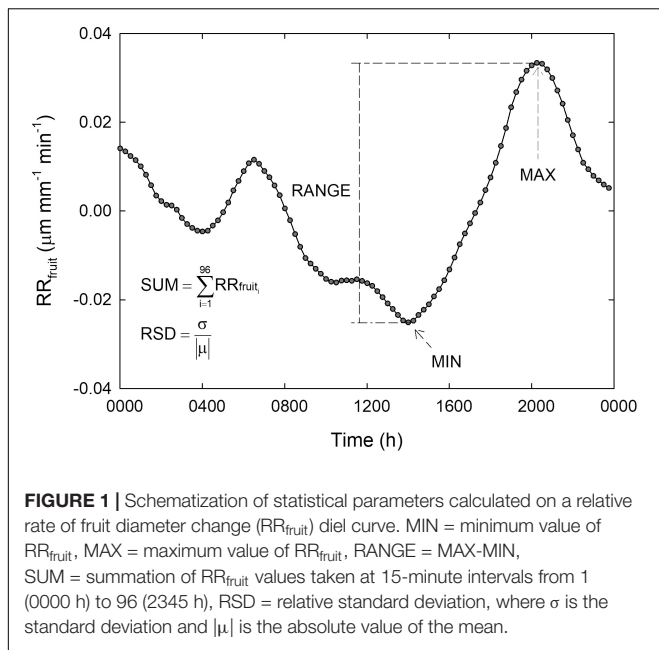 0.04
0.02
0.00
-0.02
-0.04
RR_fruit (μm mm⁻¹ min⁻¹)
RANGE
MAX
MIN
SUM = ∑_{i=1}^{96} RR_{fruit_i}
RSD = σ/|μ|
0000 0400 0800 1200 1600 2000 0000
Time (h)
FIGURE 1 | Schematization of statistical parameters calculated on a relative
rate of fruit diameter change (RR_fruit) diel curve. MIN = minimum value of
RR_fruit, MAX = maximum value of RR_fruit, RANGE = MAX-MIN,
SUM = summation of RR_fruit values taken at 15-minute intervals from 1
(0000 h) to 96 (2345 h), RSD = relative standard deviation, where σ is the
standard deviation and |μ| is the absolute value of the mean.